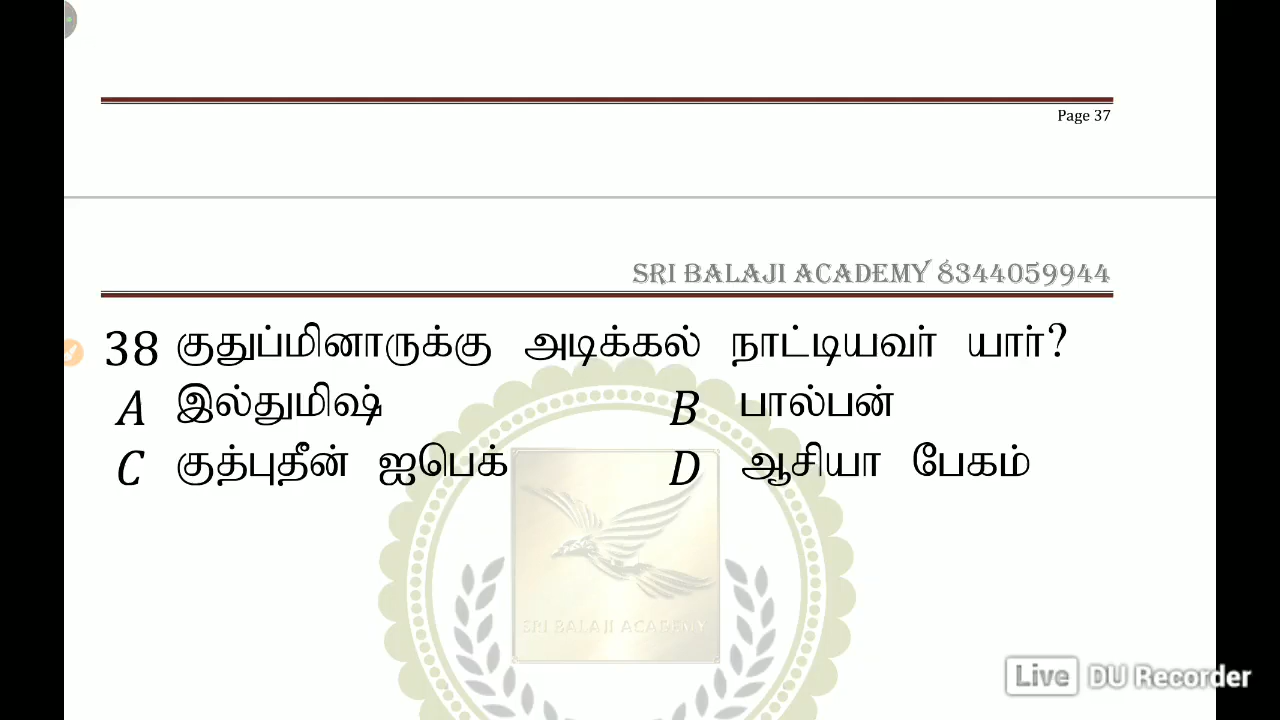 Page 37
SRI BALAJI ACADEMY 8344059944
38 குதுப்மினாருக்கு அடிக்கல் நாட்டியவர் யார்?
A இல்துமிஷ் B பால்பன்
C குத்புதீன் ஐபெக் D ஆசியா பேகம்
SRI BALAJI ACADEMY
Live DU Recorder